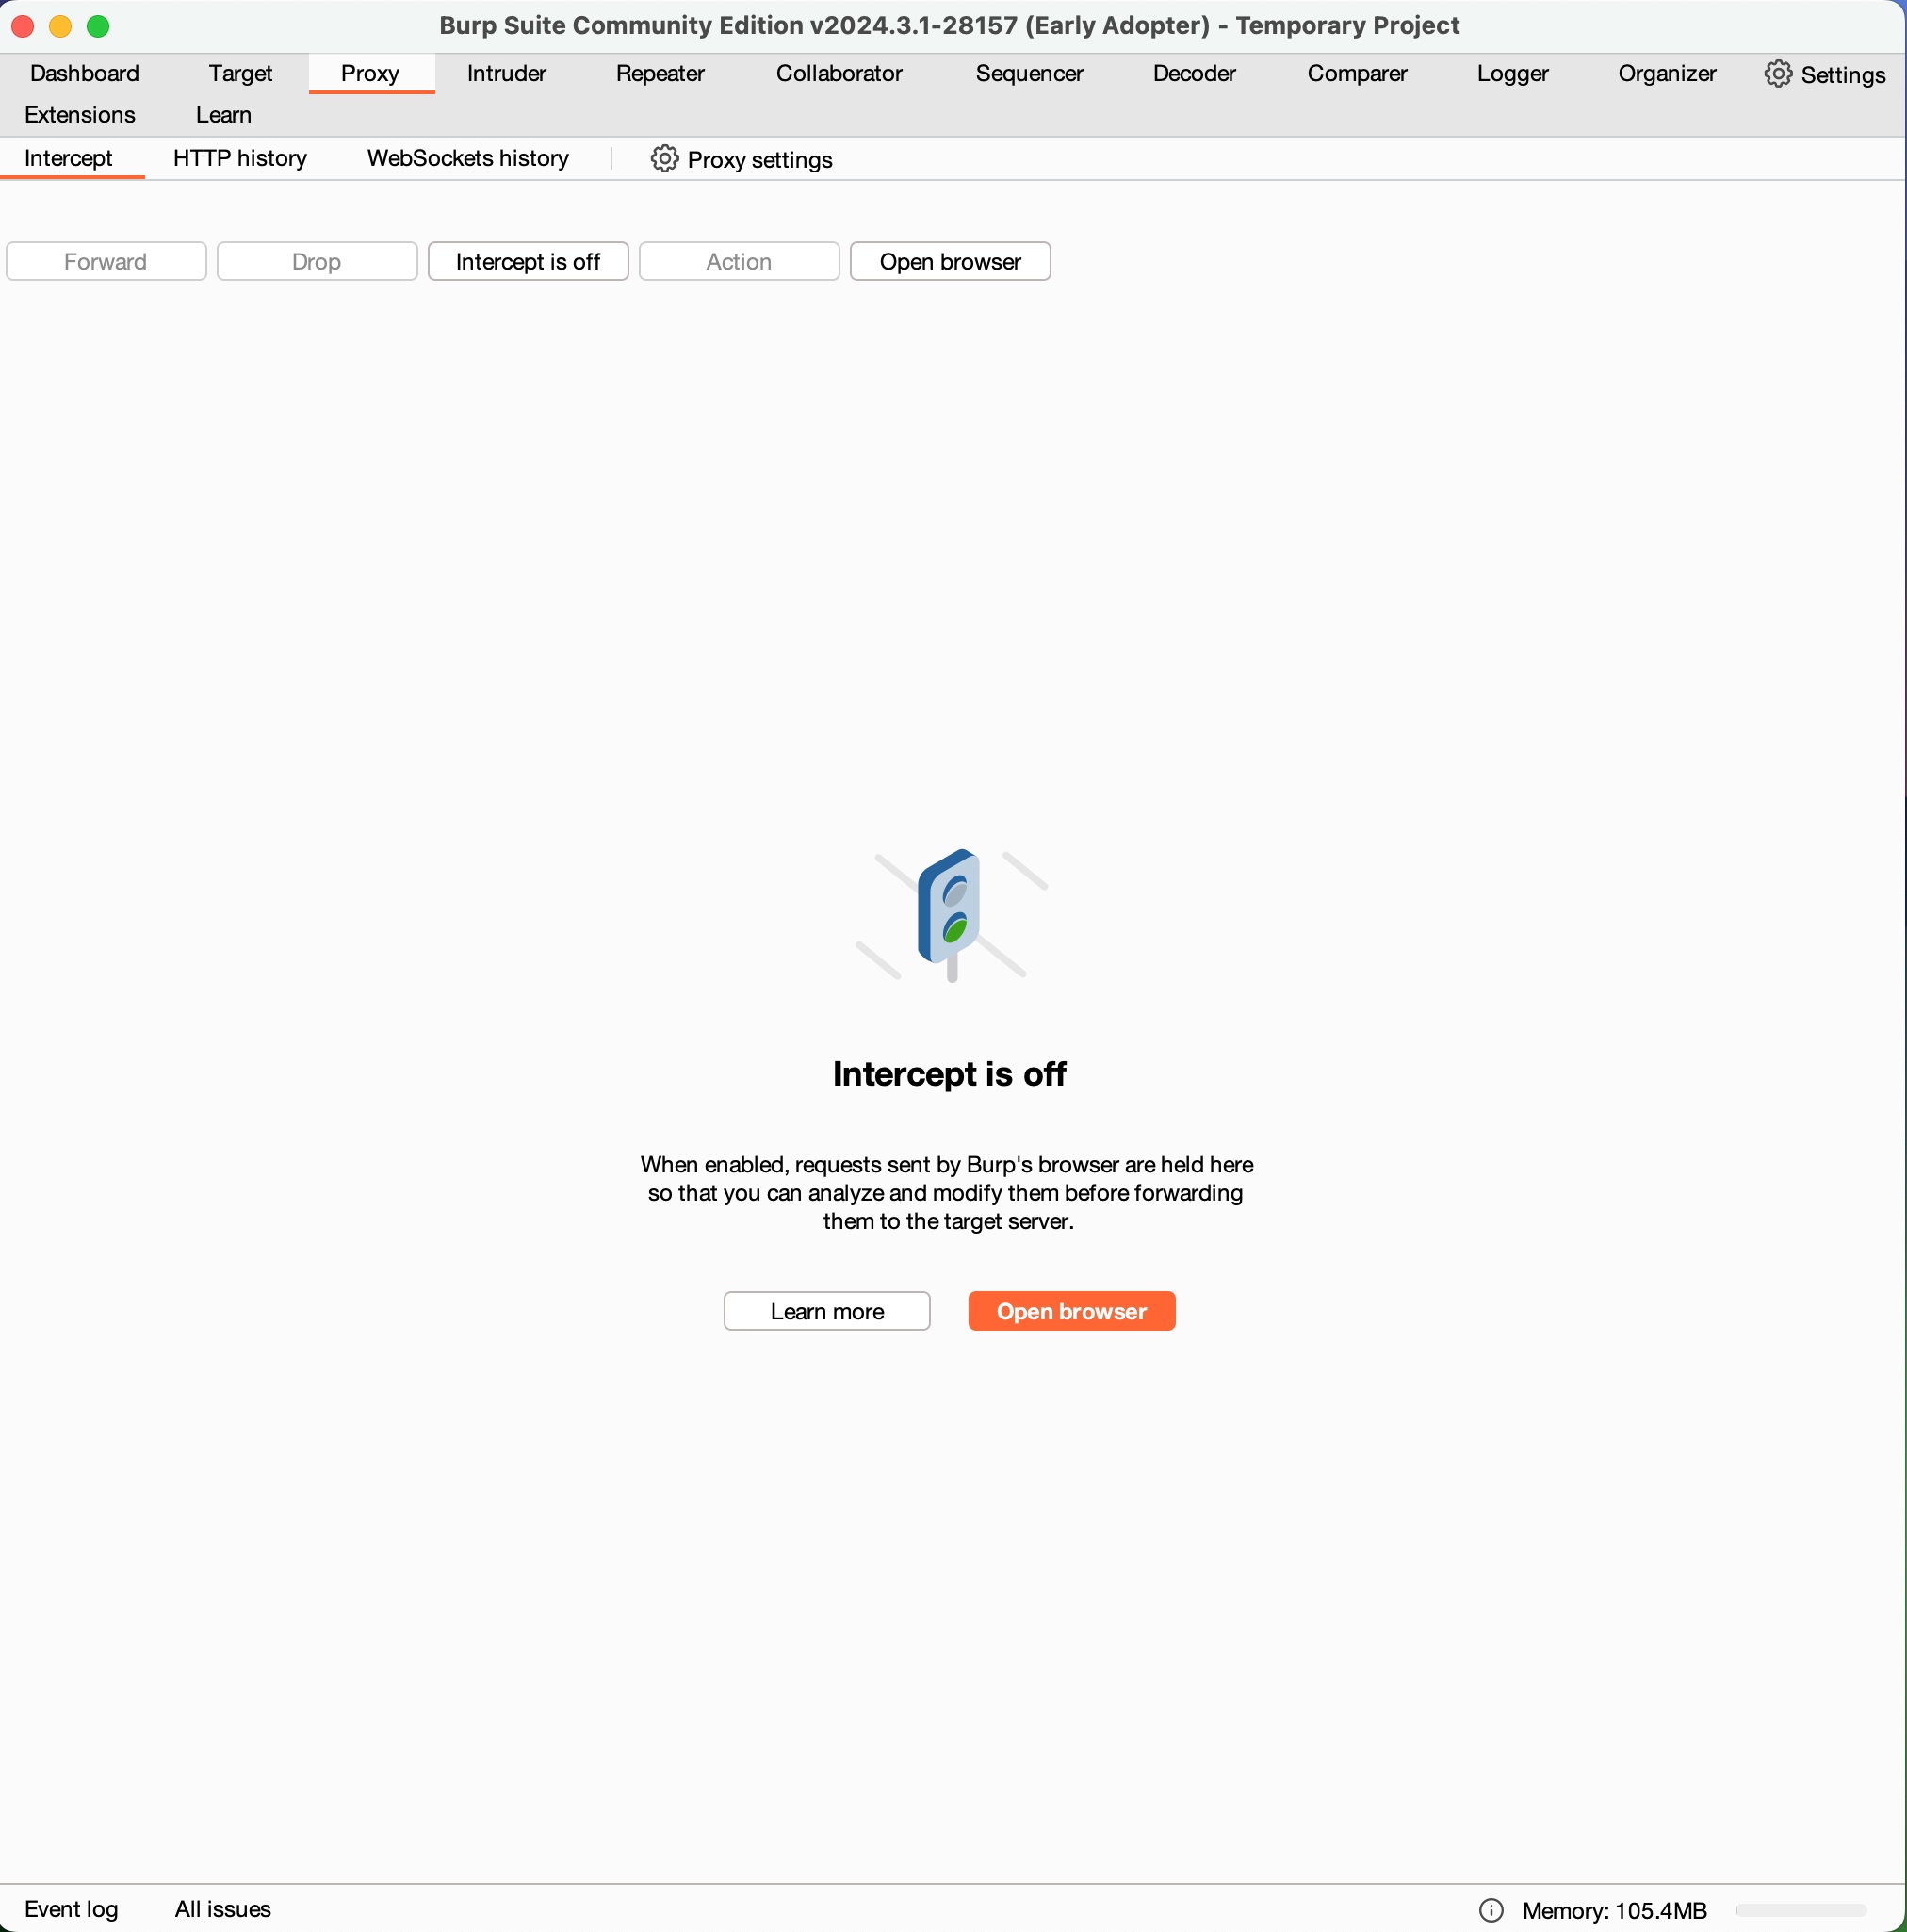 Burp Suite Community Edition v2024.3.1-28157 (Early Adopter) - Temporary Project
Dashboard Target Proxy Intruder Repeater Collaborator Sequencer Decoder Comparer Logger Organizer Settings
Extensions Learn
Intercept HTTP history WebSockets history Proxy settings
Forward Drop Intercept is off Action Open browser
Intercept is off
When enabled, requests sent by Burp's browser are held here
so that you can analyze and modify them before forwarding
them to the target server.
Learn more Open browser
Event log All issues Memory: 105.4MB